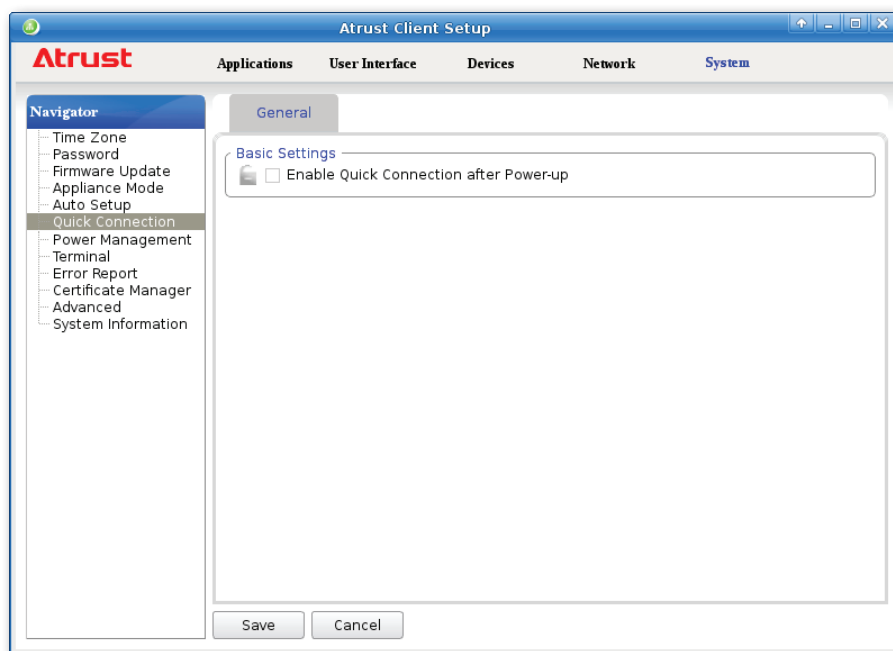 Atrust Client Setup
Atrust
Applications User Interface Devices Network System
Navigator
Time Zone
Password
Firmware Update
Appliance Mode
Auto Setup
Quick Connection
Power Management
Terminal
Error Report
Certificate Manager
Advanced
System Information
General
Basic Settings
Enable Quick Connection after Power-up
Save Cancel